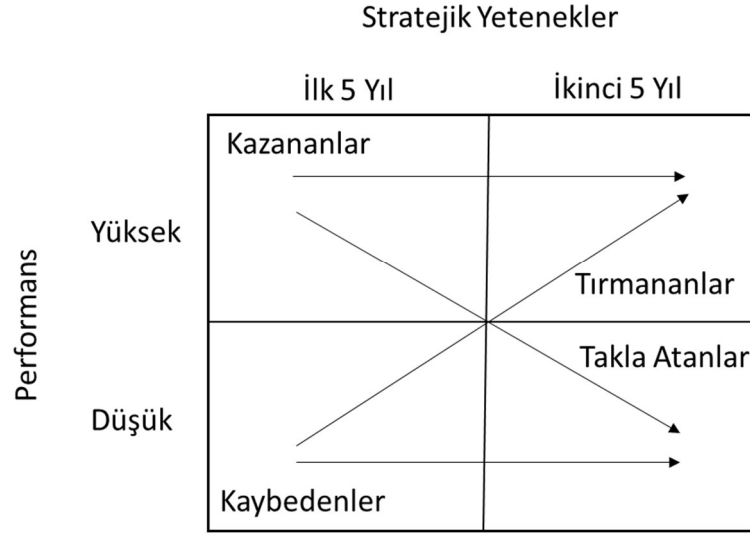 Stratejik Yetenekler
İlk 5 Yıl
İkinci 5 Yıl
Kazananlar
Yüksek
Performans
Tırmananlar
Takla Atanlar
Düşük
Kaybedenler